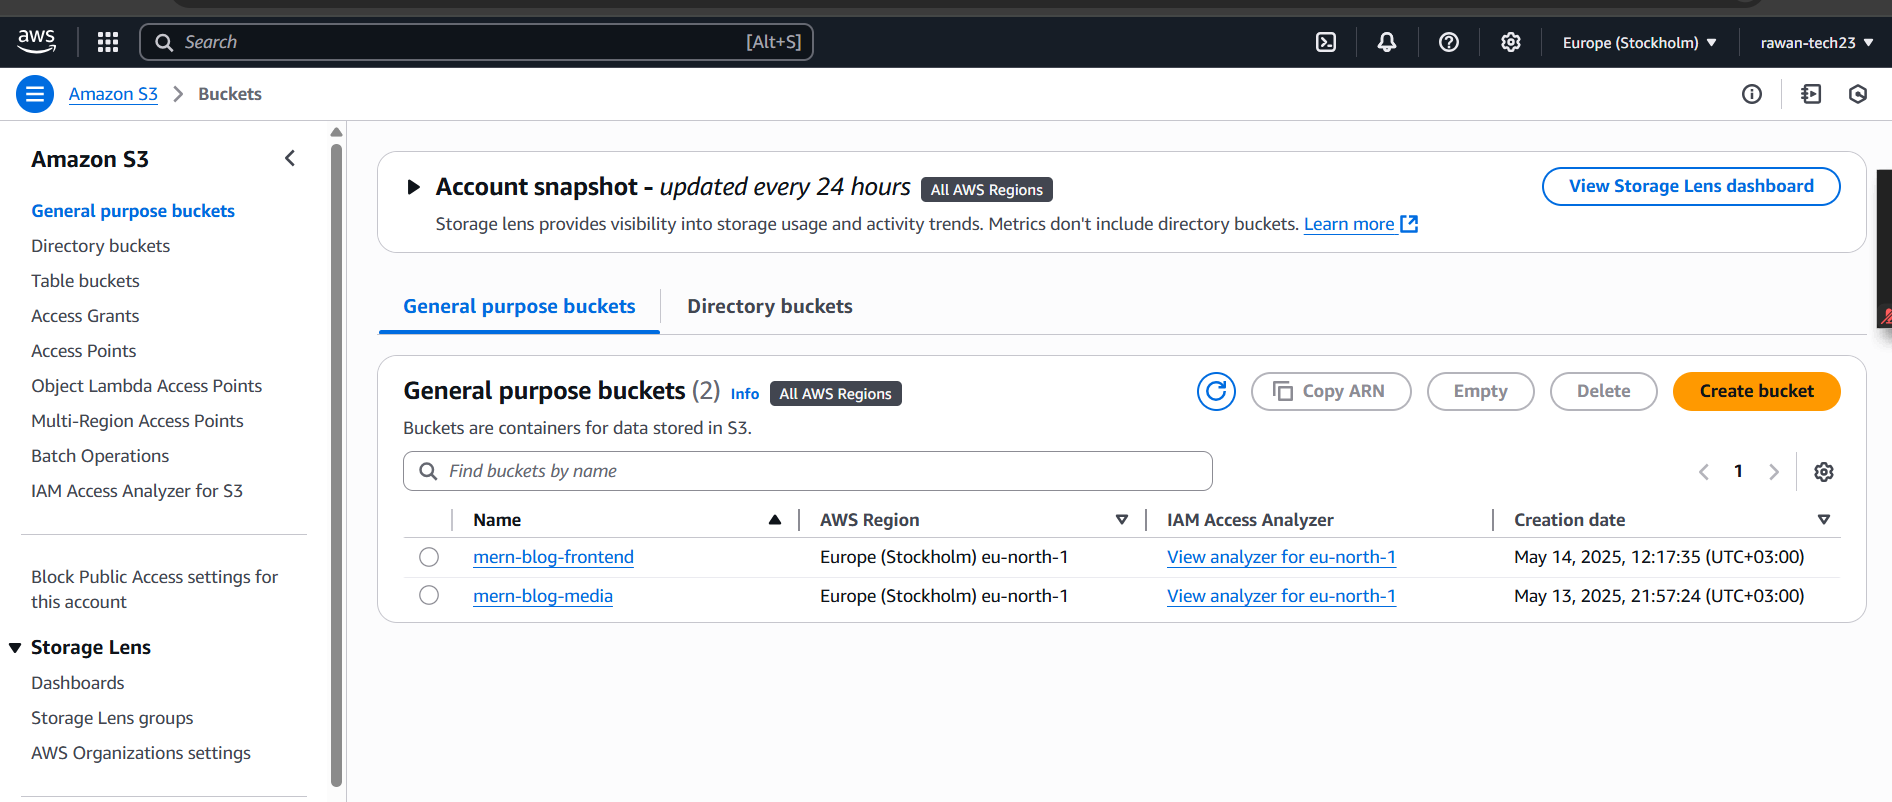 aws
Search
[Alt+S]
Europe (Stockholm)
rawan-tech23
Amazon S3
Buckets
Amazon S3
General purpose buckets
Directory buckets
Table buckets
Access Grants
Access Points
Object Lambda Access Points
Multi-Region Access Points
Batch Operations
IAM Access Analyzer for S3
Block Public Access settings for
this account
Storage Lens
Dashboards
Storage Lens groups
AWS Organizations settings
Account snapshot - updated every 24 hours All AWS Regions
View Storage Lens dashboard
Storage lens provides visibility into storage usage and activity trends. Metrics don't include directory buckets. Learn more
General purpose buckets
Directory buckets
General purpose buckets (2) Info All AWS Regions
Copy ARN
Empty
Delete
Create bucket
Buckets are containers for data stored in S3.
Find buckets by name
1
Name AWS Region IAM Access Analyzer Creation date
mern-blog-frontend Europe (Stockholm) eu-north-1 View analyzer for eu-north-1 May 14, 2025, 12:17:35 (UTC+03:00)
mern-blog-media Europe (Stockholm) eu-north-1 View analyzer for eu-north-1 May 13, 2025, 21:57:24 (UTC+03:00)